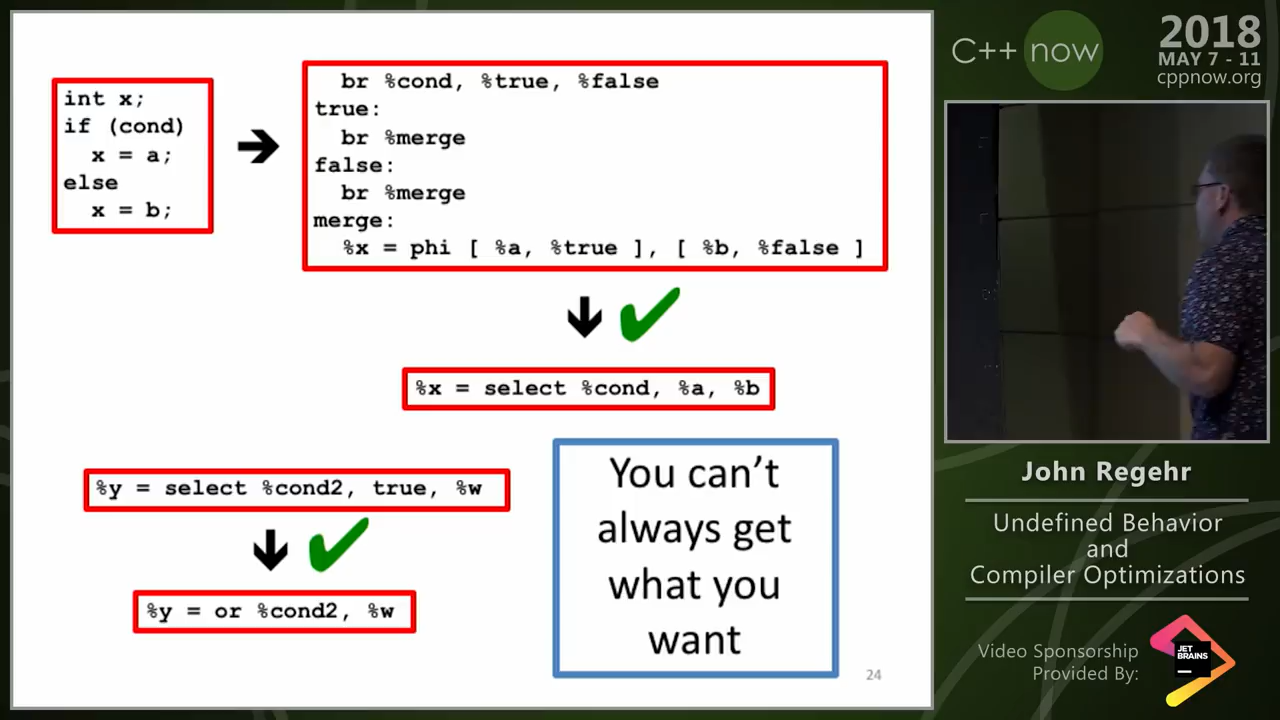 int x;
if (cond)
  x = a;
else
  x = b;
br %cond, %true, %false
true:
  br %merge
false:
  br %merge
merge:
  %x = phi [ %a, %true ], [ %b, %false ]
%x = select %cond, %a, %b
%y = select %cond2, true, %w
%y = or %cond2, %w
You can’t
always get
what you
want
24
C++ now
2018
MAY 7 - 11
cppnow.org
John Regehr
Undefined Behavior
and
Compiler Optimizations
Video Sponsorship
Provided By:
JET
BRAINS